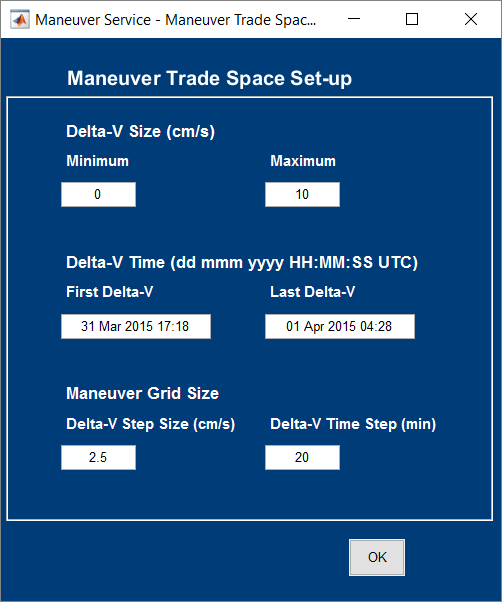 Maneuver Service - Maneuver Trade Spac...
Maneuver Trade Space Set-up
Delta-V Size (cm/s)
Minimum Maximum
0 10
Delta-V Time (dd mmm yyyy HH:MM:SS UTC)
First Delta-V Last Delta-V
31 Mar 2015 17:18 01 Apr 2015 04:28
Maneuver Grid Size
Delta-V Step Size (cm/s) Delta-V Time Step (min)
2.5 20
OK